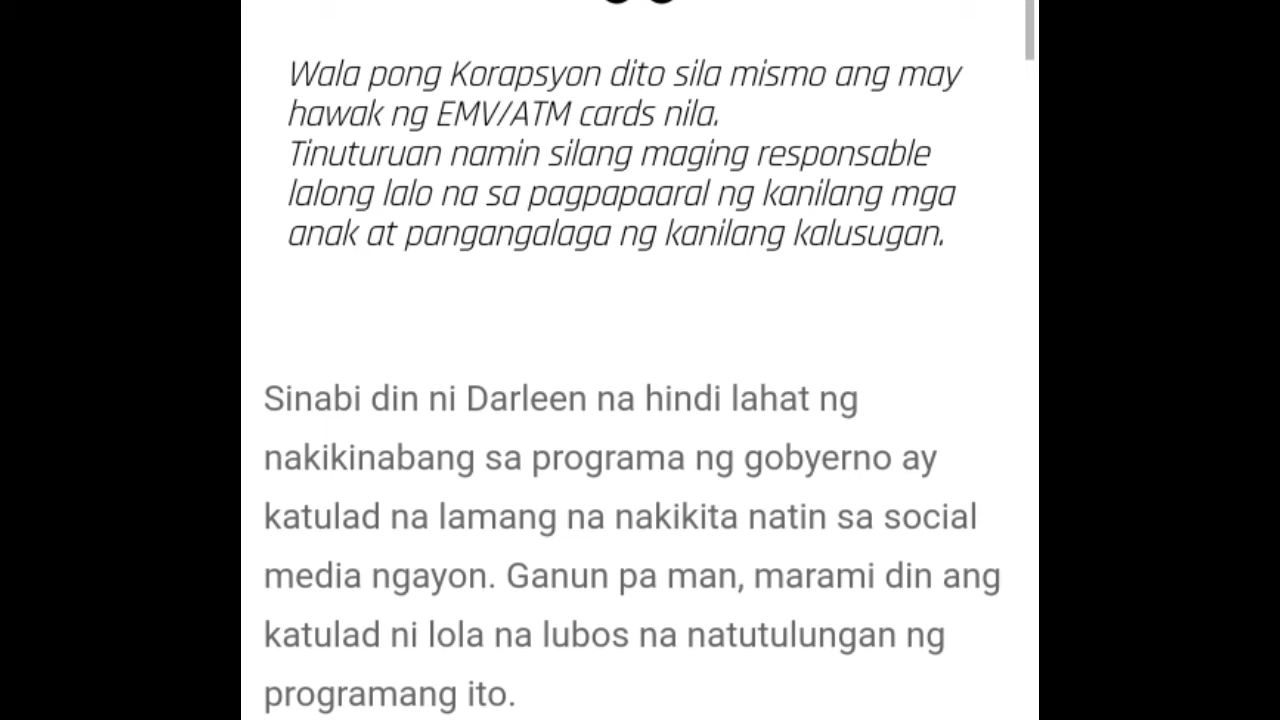 Wala pong Korapsyon dito sila mismo ang may
hawak ng EMV/ATM cards nila.
Tinuturuan namin silang maging responsable
lalong lalo na sa pagpapaaral ng kanilang mga
anak at pangangalaga ng kanilang kalusugan.
Sinabi din ni Darleen na hindi lahat ng
nakikinabang sa programa ng gobyerno ay
katulad na lamang na nakikita natin sa social
media ngayon. Ganun pa man, marami din ang
katulad ni lola na lubos na natutulungan ng
programang ito.